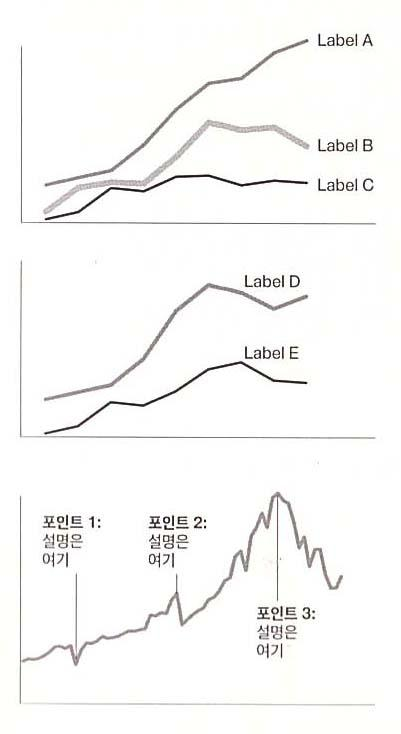 Label A
Label B
Label C
Label D
Label E
포인트 1:
설명은
여기
포인트 2:
설명은
여기
포인트 3:
설명은
여기